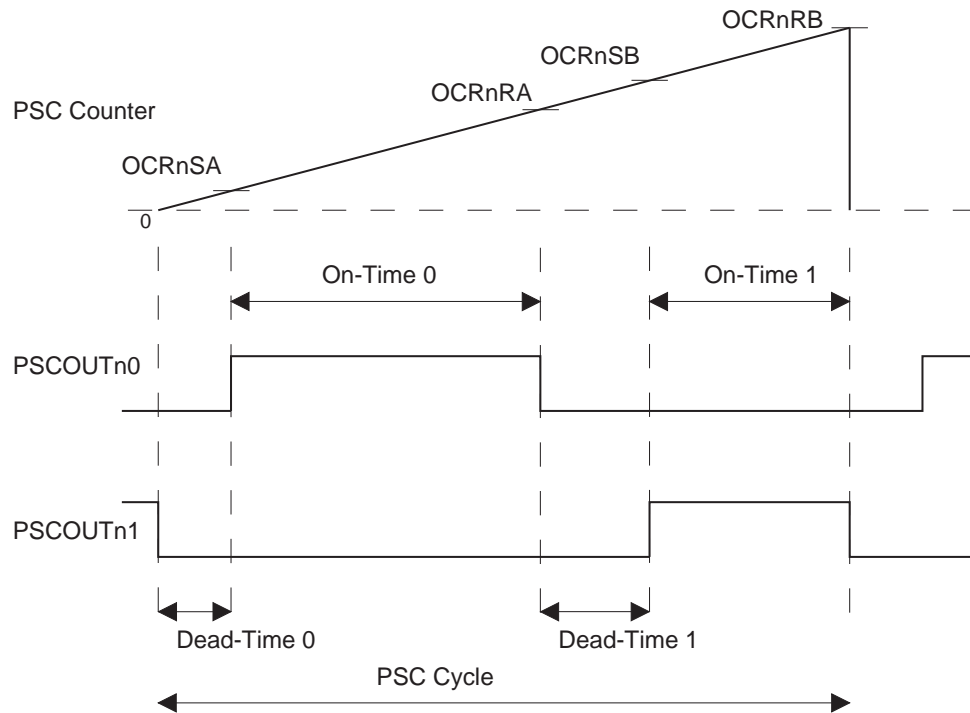 OCRnRB
OCRnSB
OCRnRA
PSC Counter
OCRnSA
0
On-Time 0
On-Time 1
PSCOUTn0
PSCOUTn1
Dead-Time 0
Dead-Time 1
PSC Cycle